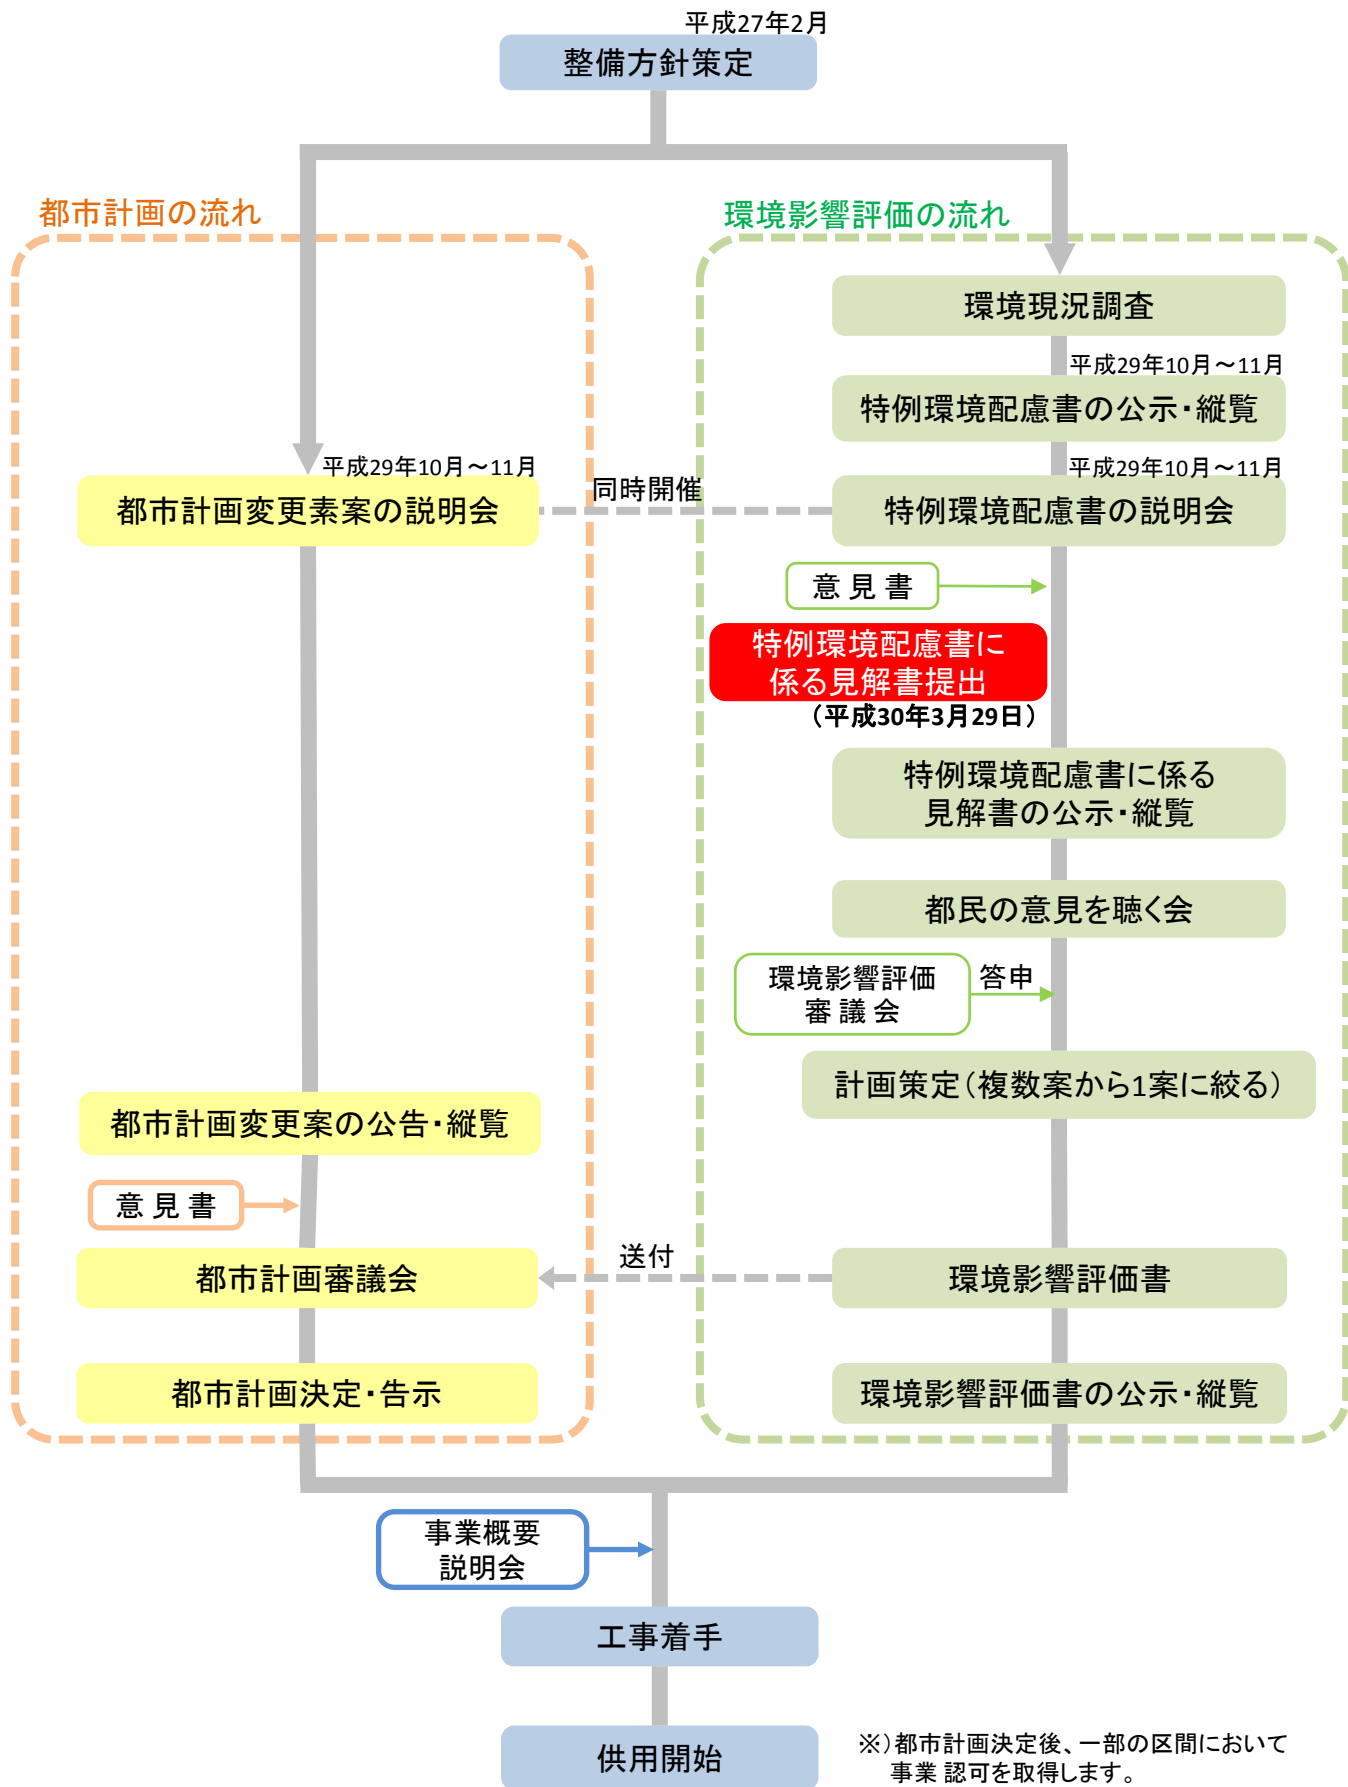 平成27年2月
整備方針策定
都市計画の流れ
環境影響評価の流れ
環境現況調査
平成29年10月～11月
特例環境配慮書の公示・縦覧
平成29年10月～11月
都市計画変更素案の説明会
同時開催
平成29年10月～11月
特例環境配慮書の説明会
意 見 書
特例環境配慮書に
係る見解書提出
（平成30年3月29日）
特例環境配慮書に係る
見解書の公示・縦覧
都民の意見を聴く会
環境影響評価
審 議 会
答申
計画策定（複数案から1案に絞る）
都市計画変更案の公告・縦覧
意 見 書
都市計画審議会
送付
環境影響評価書
都市計画決定・告示
環境影響評価書の公示・縦覧
事業概要
説明会
工事着手
供用開始
※）都市計画決定後、一部の区間において
事業 認可を取得します。